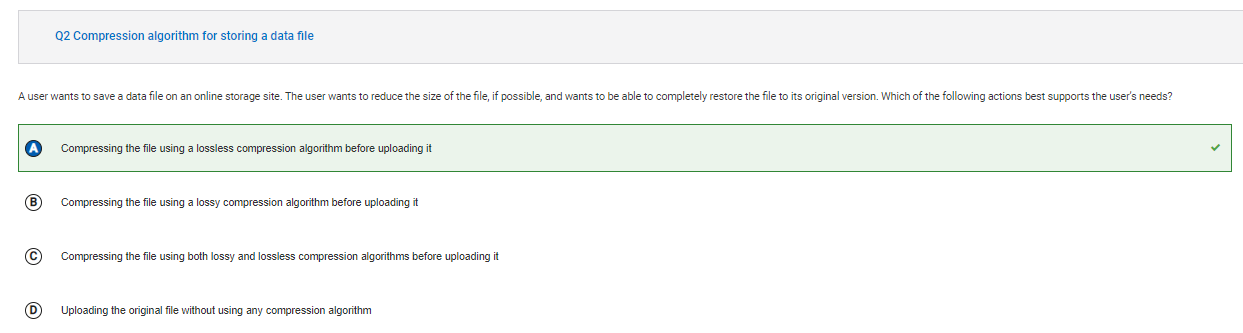 Q2 Compression algorithm for storing a data file
A user wants to save a data file on an online storage site. The user wants to reduce the size of the file, if possible, and wants to be able to completely restore the file to its original version. Which of the following actions best supports the user's needs?
A Compressing the file using a lossless compression algorithm before uploading it
B Compressing the file using a lossy compression algorithm before uploading it
C Compressing the file using both lossy and lossless compression algorithms before uploading it
D Uploading the original file without using any compression algorithm